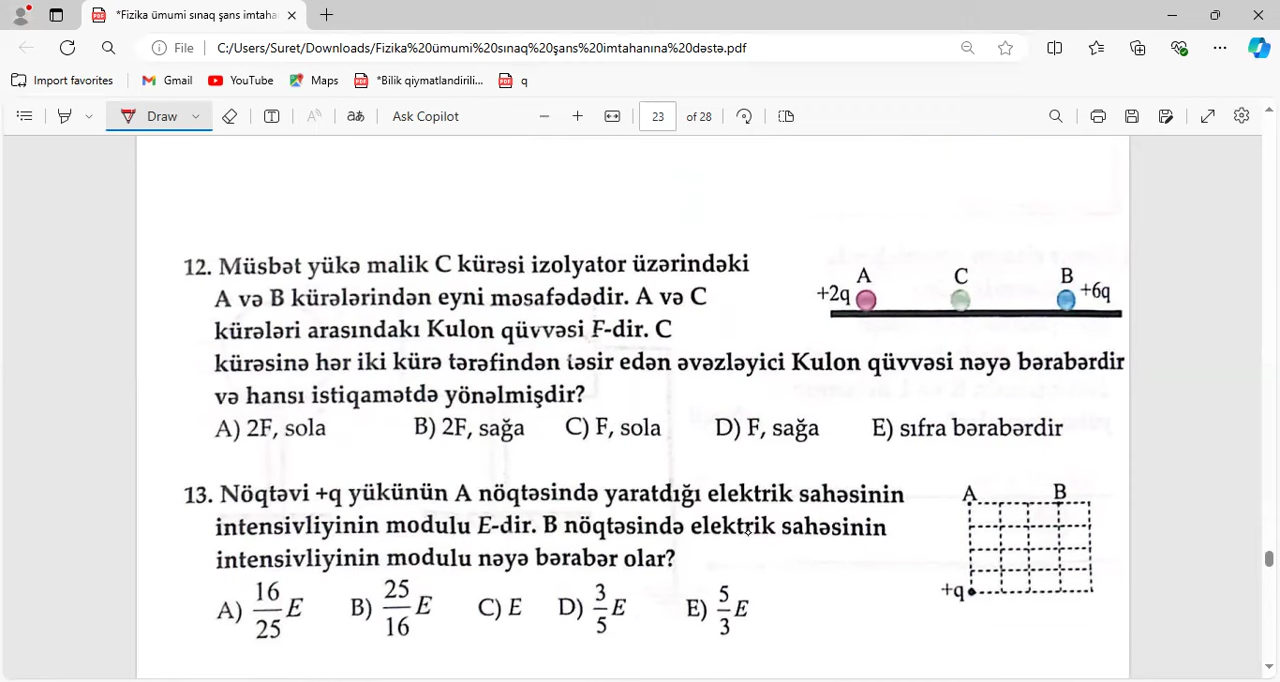 *Fizika ümumi sınaq şans imtaha
File C:/Users/Suret/Downloads/Fizika%20ümumi%20sınaq%20şans%20imtahanına%20dəstə.pdf
Import favorites Gmail YouTube Maps *Bilik qiymətləndirili... q
Draw aあ Ask Copilot 23 of 28
12. Müsbət yükə malik C kürəsi izolyator üzərindəki
A və B kürələrindən eyni məsafədədir. A və C
kürələri arasındakı Kulon qüvvəsi F-dir. C
kürəsinə hər iki kürə tərəfindən təsir edən əvəzləyici Kulon qüvvəsi nəyə bərabərdir
və hansı istiqamətdə yönəlmişdir?
A C B
+2q +6q
A) 2F, sola B) 2F, sağa C) F, sola D) F, sağa E) sıfra bərabərdir
13. Nöqtəvi +q yükünün A nöqtəsində yaratdığı elektrik sahəsinin
intensivliyinin modulu E-dir. B nöqtəsində elektrik sahəsinin
intensivliyinin modulu nəyə bərabər olar?
A B
+q
A) 16/25 E B) 25/16 E C) E D) 3/5 E E) 5/3 E